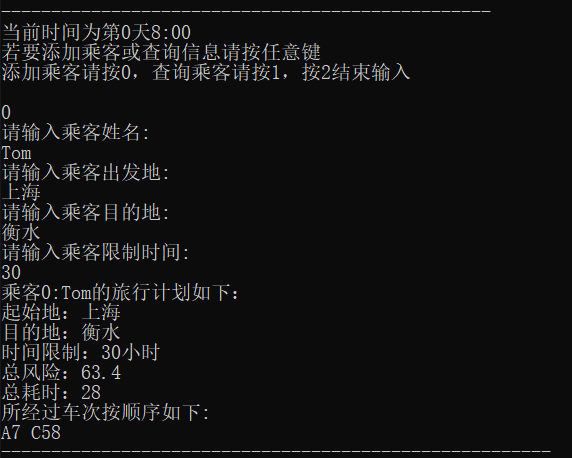 -------------------------------------------------
当前时间为第0天8:00
若要添加乘客或查询信息请按任意键
添加乘客请按0，查询乘客请按1，按2结束输入
0
请输入乘客姓名:
Tom
请输入乘客出发地:
上海
请输入乘客目的地:
衡水
请输入乘客限制时间:
30
乘客0:Tom的旅行计划如下：
起始地：上海
目的地：衡水
时间限制：30小时
总风险：63.4
总耗时：28
所经过车次按顺序如下:
A7 C58
-------------------------------------------------------